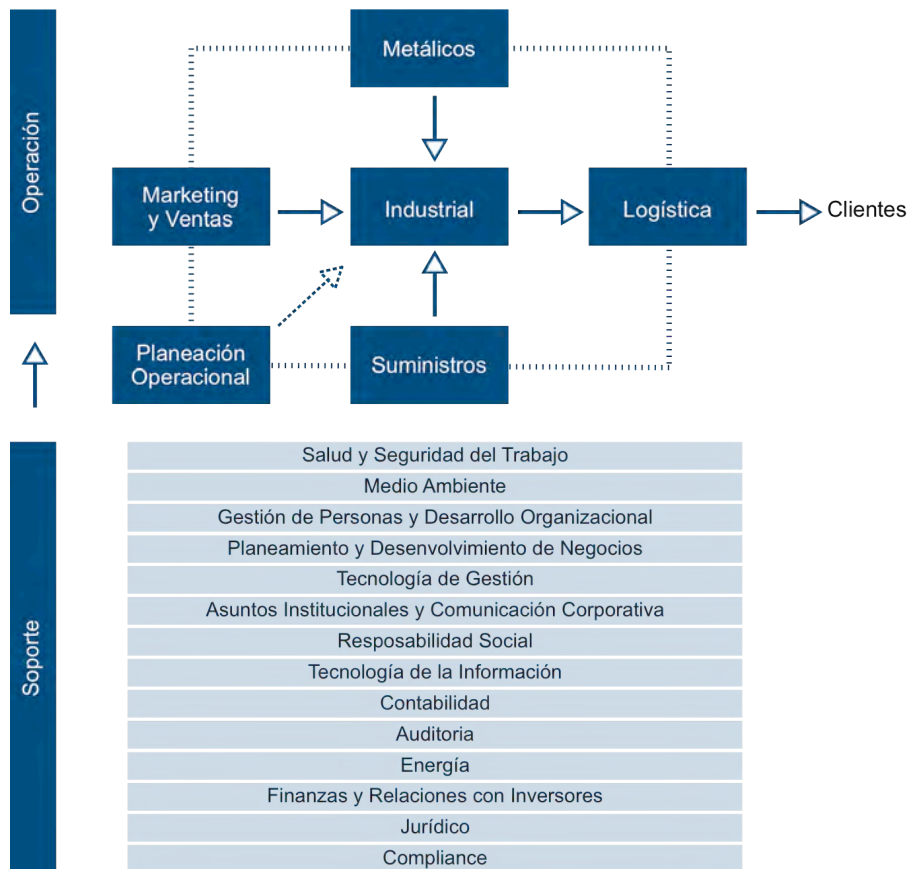 Operación
Metálicos
Marketing
y Ventas
Industrial
Logística
Clientes
Planeación
Operacional
Suministros
Soporte
Salud y Seguridad del Trabajo
Medio Ambiente
Gestión de Personas y Desarrollo Organizacional
Planeamiento y Desenvolvimiento de Negocios
Tecnología de Gestión
Asuntos Institucionales y Comunicación Corporativa
Resposabilidad Social
Tecnología de la Información
Contabilidad
Auditoria
Energía
Finanzas y Relaciones con Inversores
Jurídico
Compliance